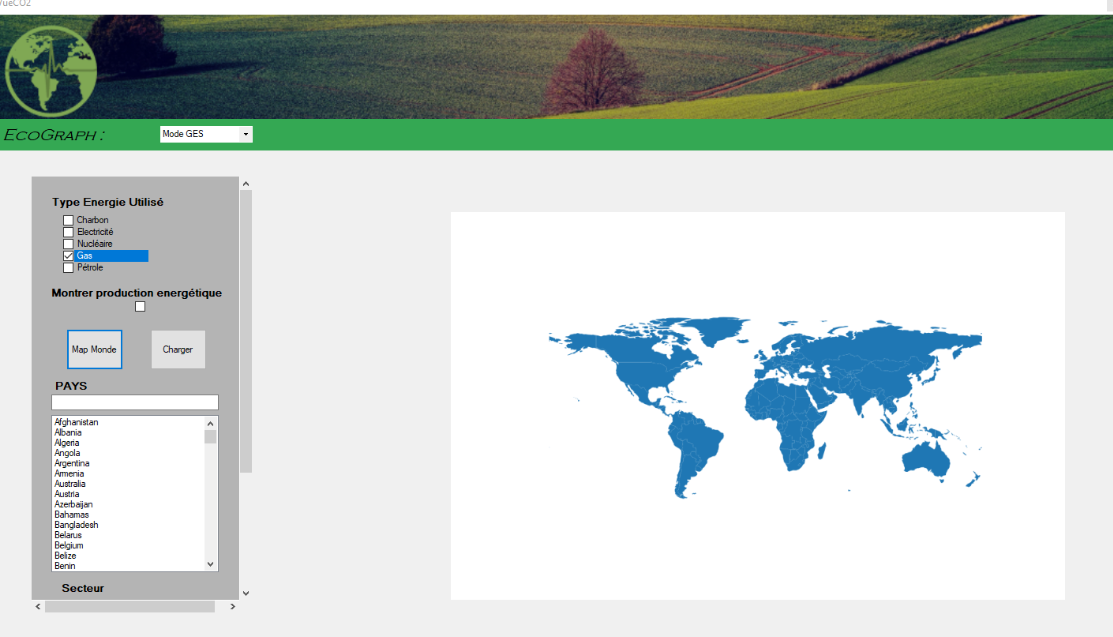 VueCO2
ECOGRAPH :
Mode GES
Type Energie Utilisé
Charbon
Electricité
Nucléaire
Gas
Pétrole
Montrer production energétique
Map Monde
Charger
PAYS
Afghanistan
Albania
Algeria
Angola
Argentina
Armenia
Australia
Austria
Azerbaijan
Bahamas
Bangladesh
Belarus
Belgium
Belize
Benin
Secteur